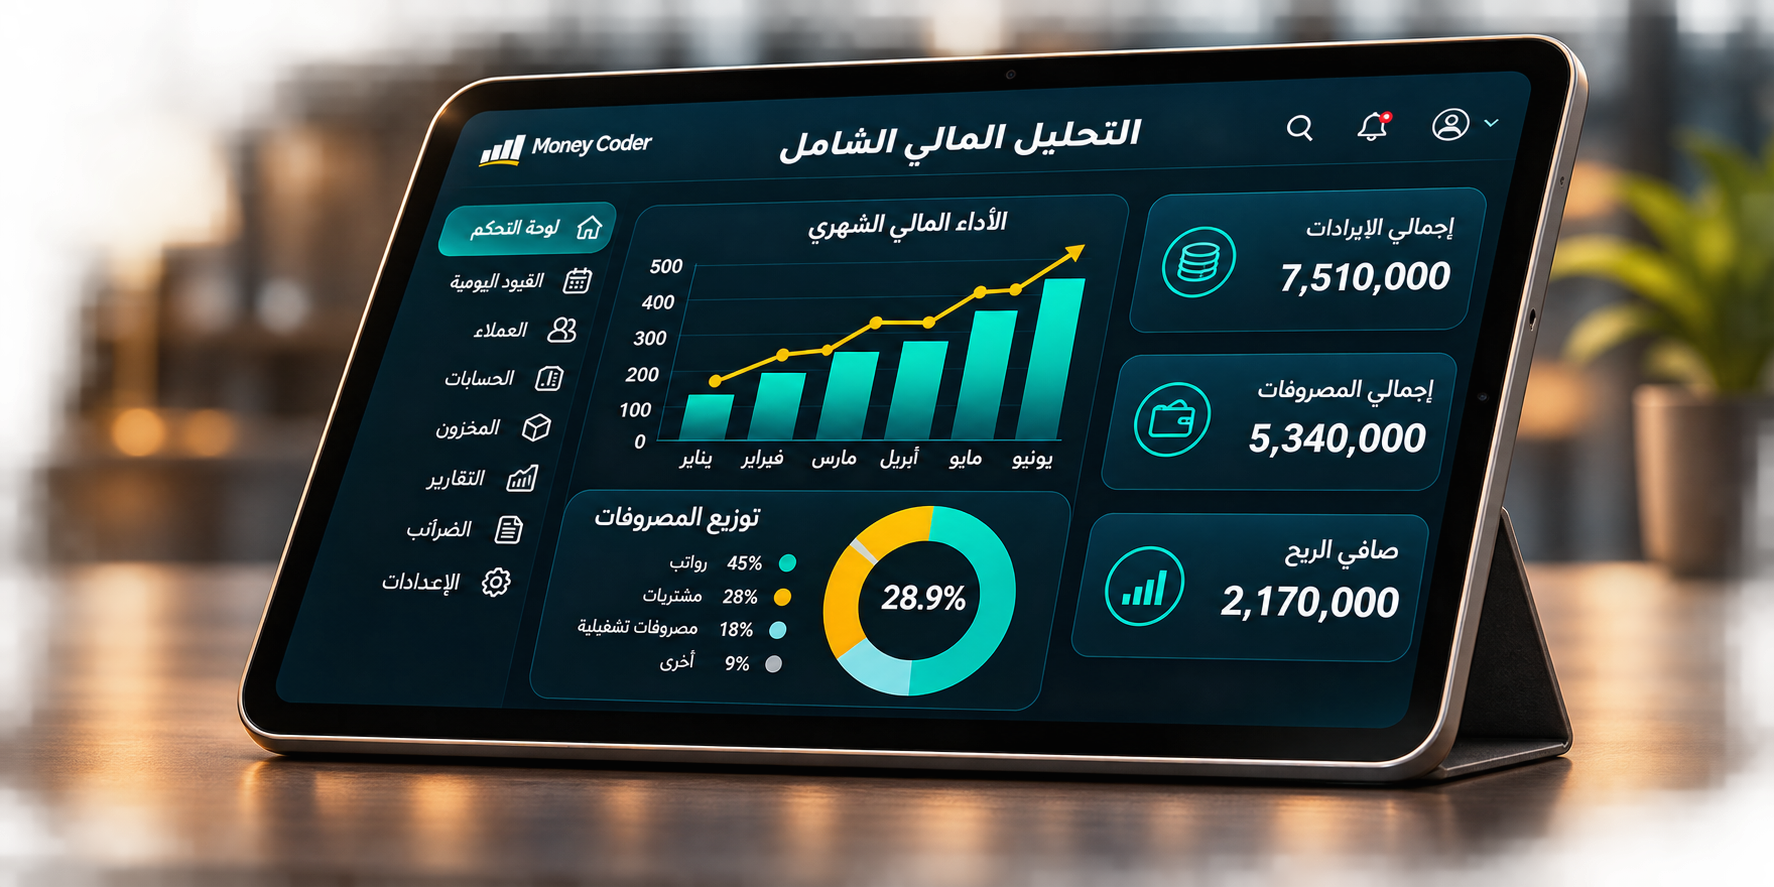 Money Coder
التحليل المالي الشامل
لوحة التحكم
القيود اليومية
العملاء
الحسابات
المخزون
التقارير
الضرائب
الإعدادات
الأداء المالي الشهري
500
400
300
200
100
0
يناير
فبراير
مارس
أبريل
مايو
يونيو
توزيع المصروفات
رواتب 45%
مشتريات 28%
مصروفات تشغيلية 18%
أخرى 9%
28.9%
إجمالي الإيرادات
7,510,000
إجمالي المصروفات
5,340,000
صافي الربح
2,170,000